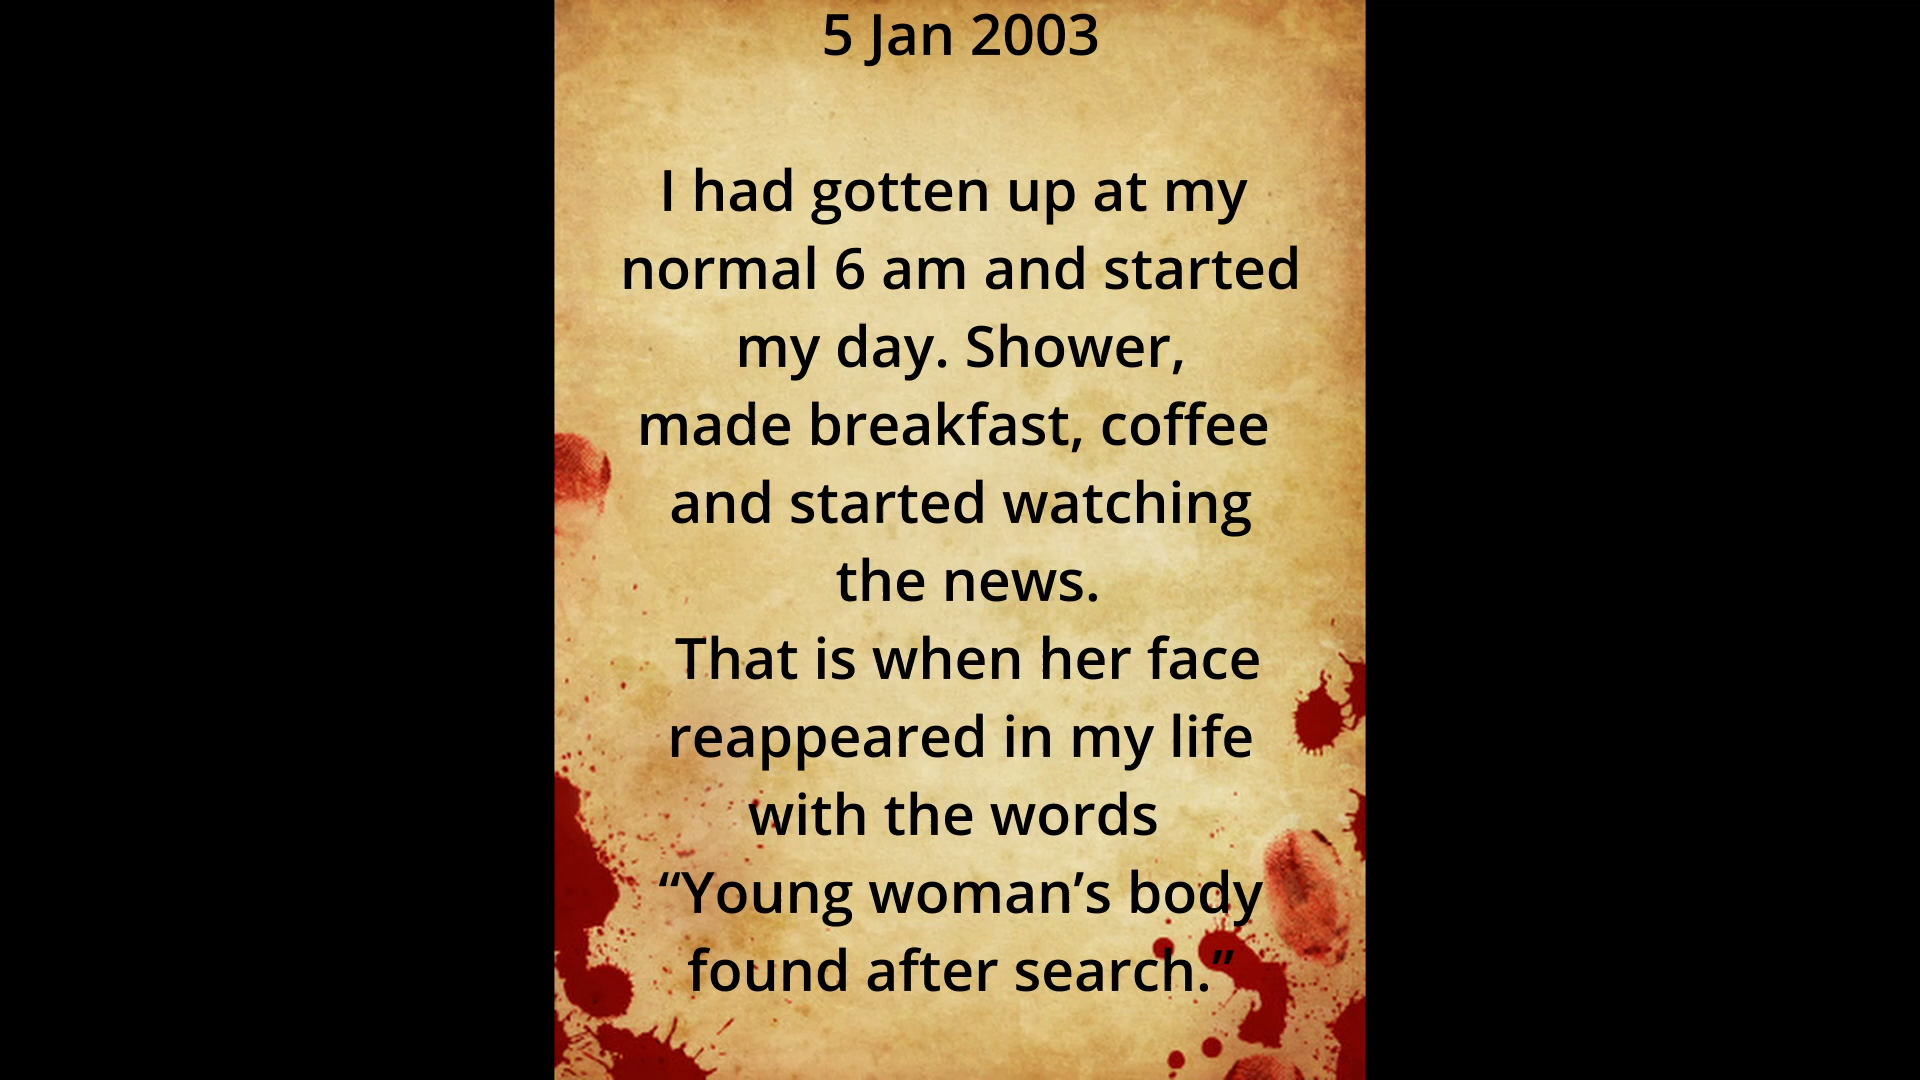 5 Jan 2003
I had gotten up at my
normal 6 am and started
my day. Shower,
made breakfast, coffee
and started watching
the news.
That is when her face
reappeared in my life
with the words
“Young woman’s body
found after search.”